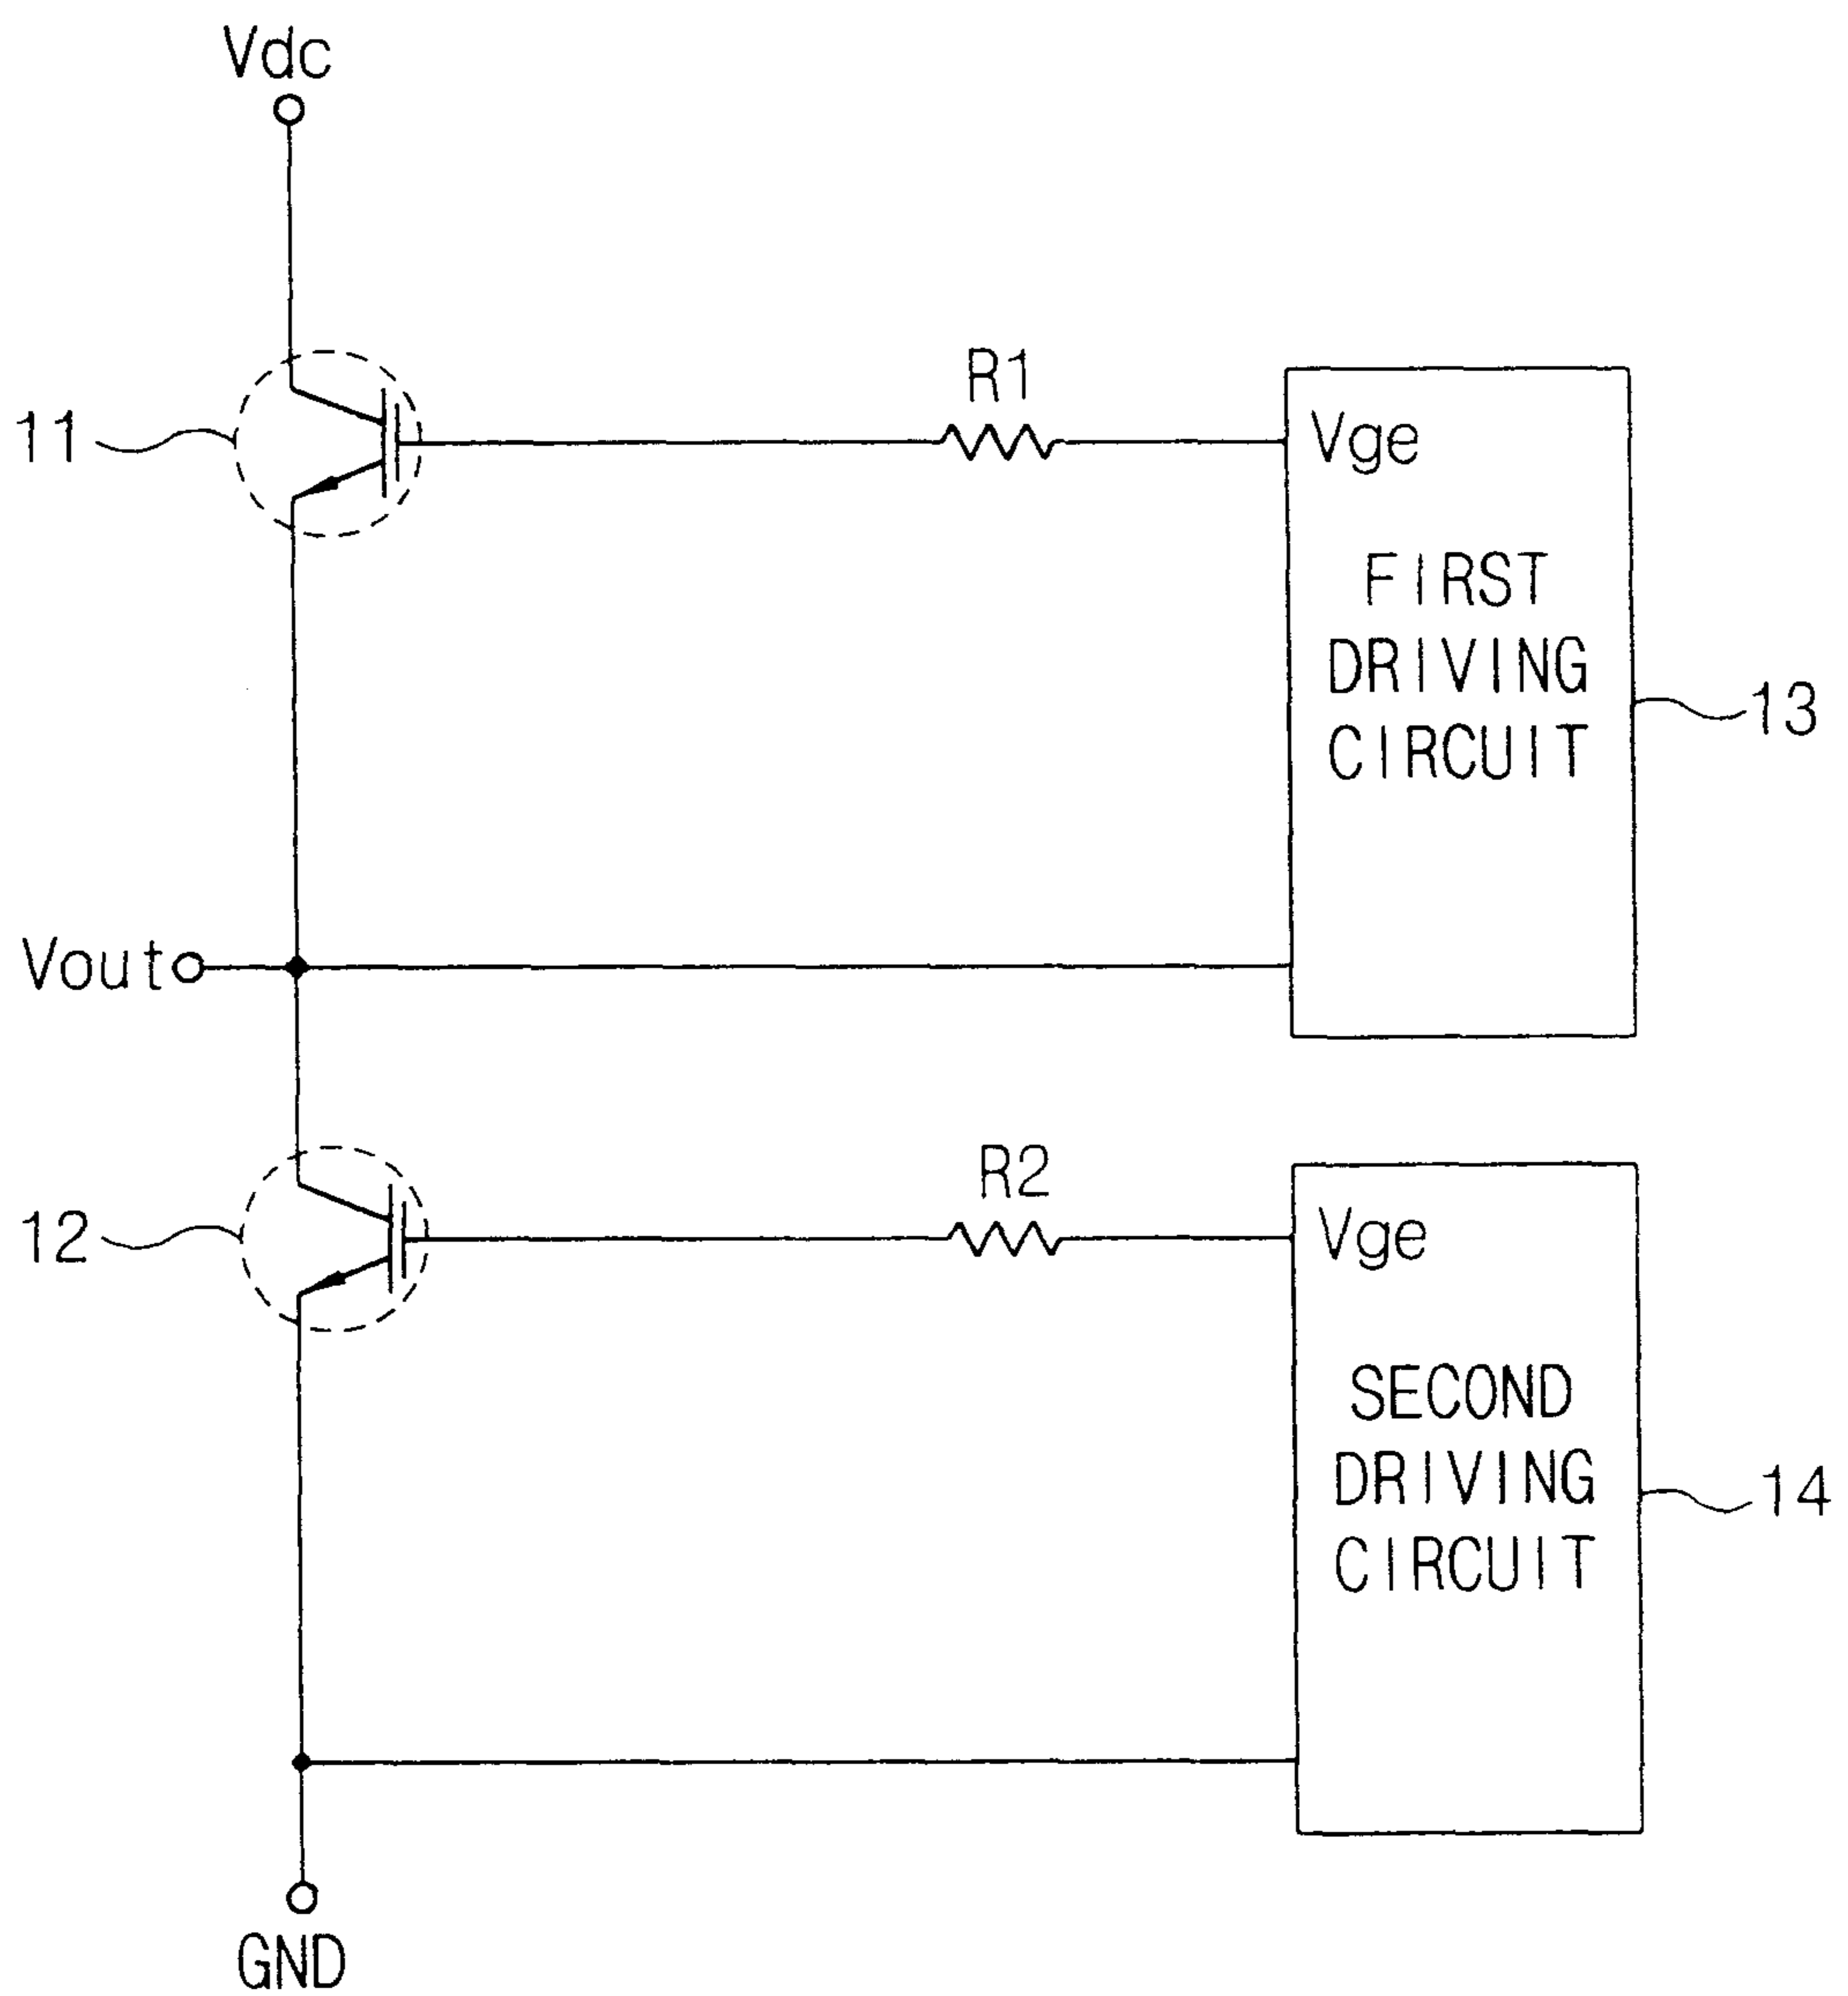 Vdc
R1
11
Vge
FIRST
DRIVING
CIRCUIT
13
Vout
R2
12
Vge
SECOND
DRIVING
CIRCUIT
14
GND